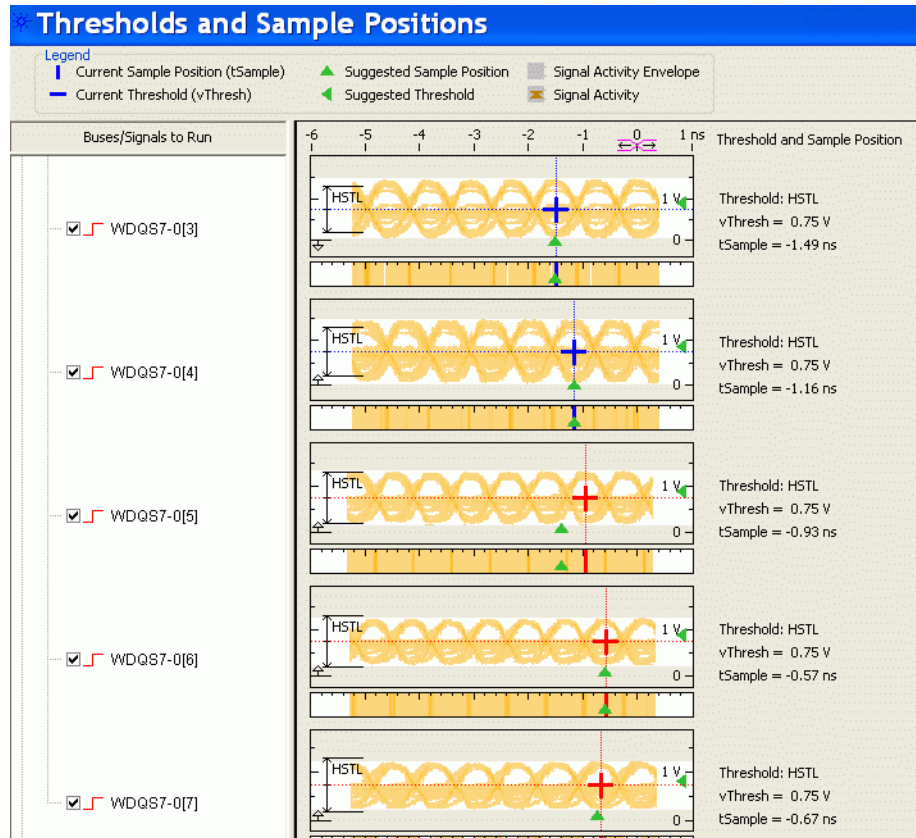 Thresholds and Sample Positions
Legend
Current Sample Position (tSample)
Suggested Sample Position
Signal Activity Envelope
Current Threshold (vThresh)
Suggested Threshold
Signal Activity
Buses/Signals to Run
-6 -5 -4 -3 -2 -1 0 1 ns
Threshold and Sample Position
WDQS7-0[3]
HSTL
1 V
0
Threshold: HSTL
vThresh = 0.75 V
tSample = -1.49 ns
WDQS7-0[4]
HSTL
1 V
0
Threshold: HSTL
vThresh = 0.75 V
tSample = -1.16 ns
WDQS7-0[5]
HSTL
1 V
0
Threshold: HSTL
vThresh = 0.75 V
tSample = -0.93 ns
WDQS7-0[6]
HSTL
1 V
0
Threshold: HSTL
vThresh = 0.75 V
tSample = -0.57 ns
WDQS7-0[7]
HSTL
1 V
0
Threshold: HSTL
vThresh = 0.75 V
tSample = -0.67 ns